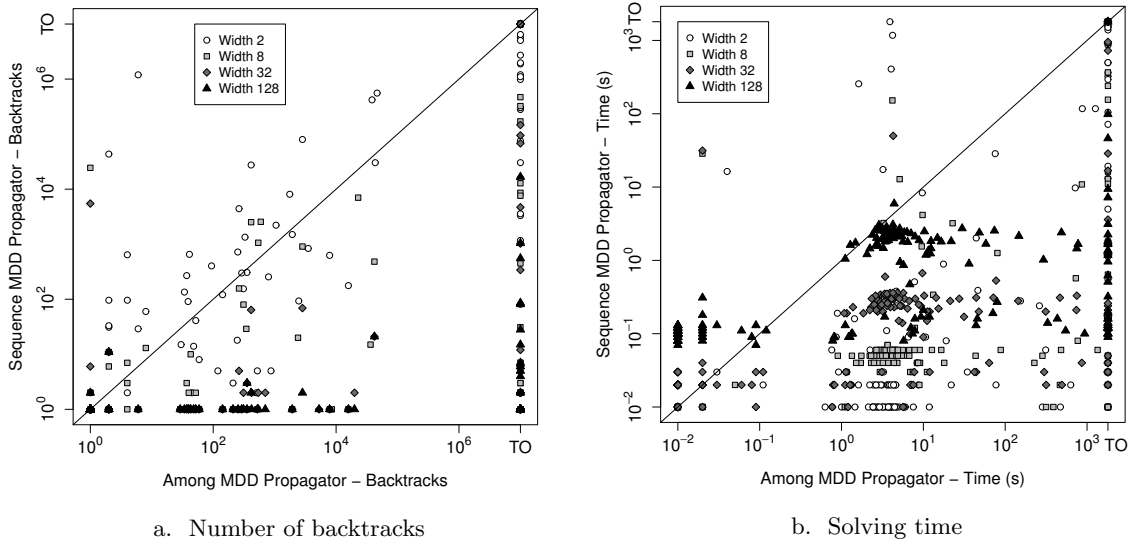 Sequence MDD Propagator − Backtracks
TO
10^6
10^4
10^2
10^0
Width 2
Width 8
Width 32
Width 128
10^0 10^2 10^4 10^6 TO
Among MDD Propagator − Backtracks
a. Number of backtracks
Sequence MDD Propagator − Time (s)
TO
10^3
10^2
10^1
10^0
10^−1
10^−2
Width 2
Width 8
Width 32
Width 128
10^−2 10^−1 10^0 10^1 10^2 10^3 TO
Among MDD Propagator − Time (s)
b. Solving time